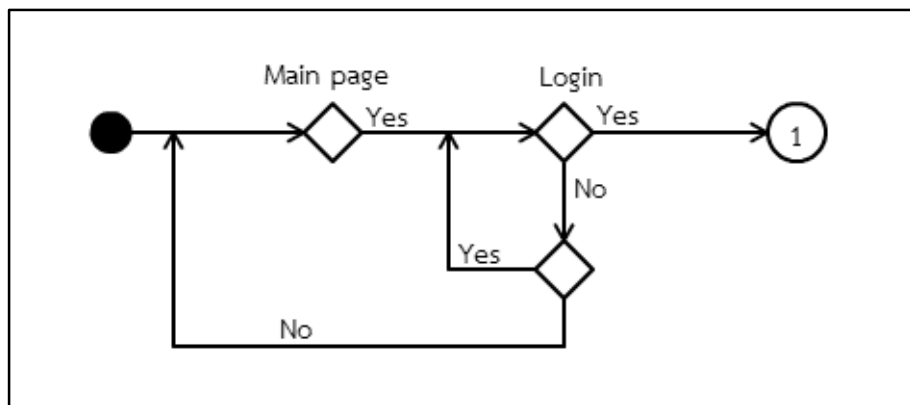 Main page
Login
Yes
Yes
1
No
Yes
No